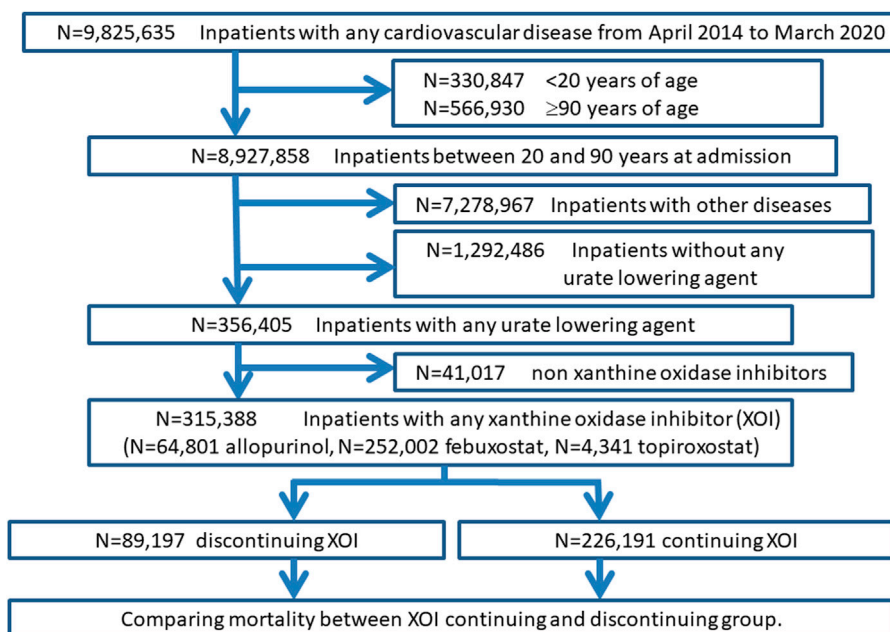 N=9,825,635 Inpatients with any cardiovascular disease from April 2014 to March 2020
N=330,847 <20 years of age
N=566,930 ≥90 years of age
N=8,927,858 Inpatients between 20 and 90 years at admission
N=7,278,967 Inpatients with other diseases
N=1,292,486 Inpatients without any
urate lowering agent
N=356,405 Inpatients with any urate lowering agent
N=41,017 non xanthine oxidase inhibitors
N=315,388 Inpatients with any xanthine oxidase inhibitor (XOI)
(N=64,801 allopurinol, N=252,002 febuxostat, N=4,341 topiroxostat)
N=89,197 discontinuing XOI
N=226,191 continuing XOI
Comparing mortality between XOI continuing and discontinuing group.